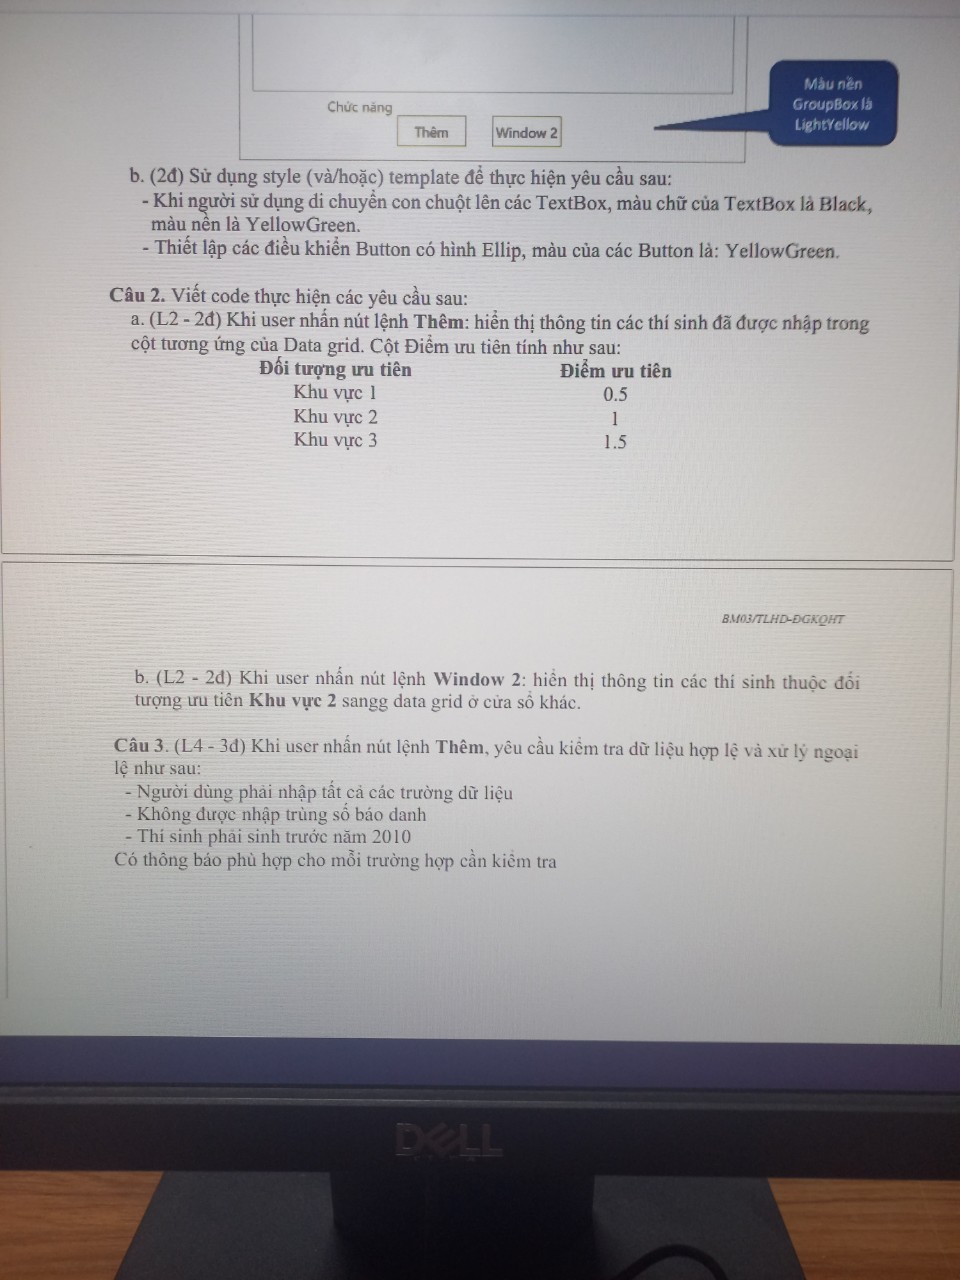 Màu nền
GroupBox là
LightYellow
Chức năng
Thêm
Window 2
b. (2đ) Sử dụng style (và/hoặc) template để thực hiện yêu cầu sau:
- Khi người sử dụng di chuyển con chuột lên các TextBox, màu chữ của TextBox là Black,
màu nền là YellowGreen.
- Thiết lập các điều khiển Button có hình Ellip, màu của các Button là: YellowGreen.
Câu 2. Viết code thực hiện các yêu cầu sau:
a. (L2 - 2đ) Khi user nhấn nút lệnh Thêm: hiển thị thông tin các thí sinh đã được nhập trong
cột tương ứng của Data grid. Cột Điểm ưu tiên tính như sau:
Đối tượng ưu tiên Điểm ưu tiên
Khu vực 1 0.5
Khu vực 2 1
Khu vực 3 1.5
BM03/TLHD-ĐGKQHT
b. (L2 - 2đ) Khi user nhấn nút lệnh Window 2: hiển thị thông tin các thí sinh thuộc đối
tượng ưu tiên Khu vực 2 sangg data grid ở cửa sổ khác.
Câu 3. (L4 - 3đ) Khi user nhấn nút lệnh Thêm, yêu cầu kiểm tra dữ liệu hợp lệ và xử lý ngoại
lệ như sau:
- Người dùng phải nhập tất cả các trường dữ liệu
- Không được nhập trùng số báo danh
- Thí sinh phải sinh trước năm 2010
Có thông báo phù hợp cho mỗi trường hợp cần kiểm tra
DELL